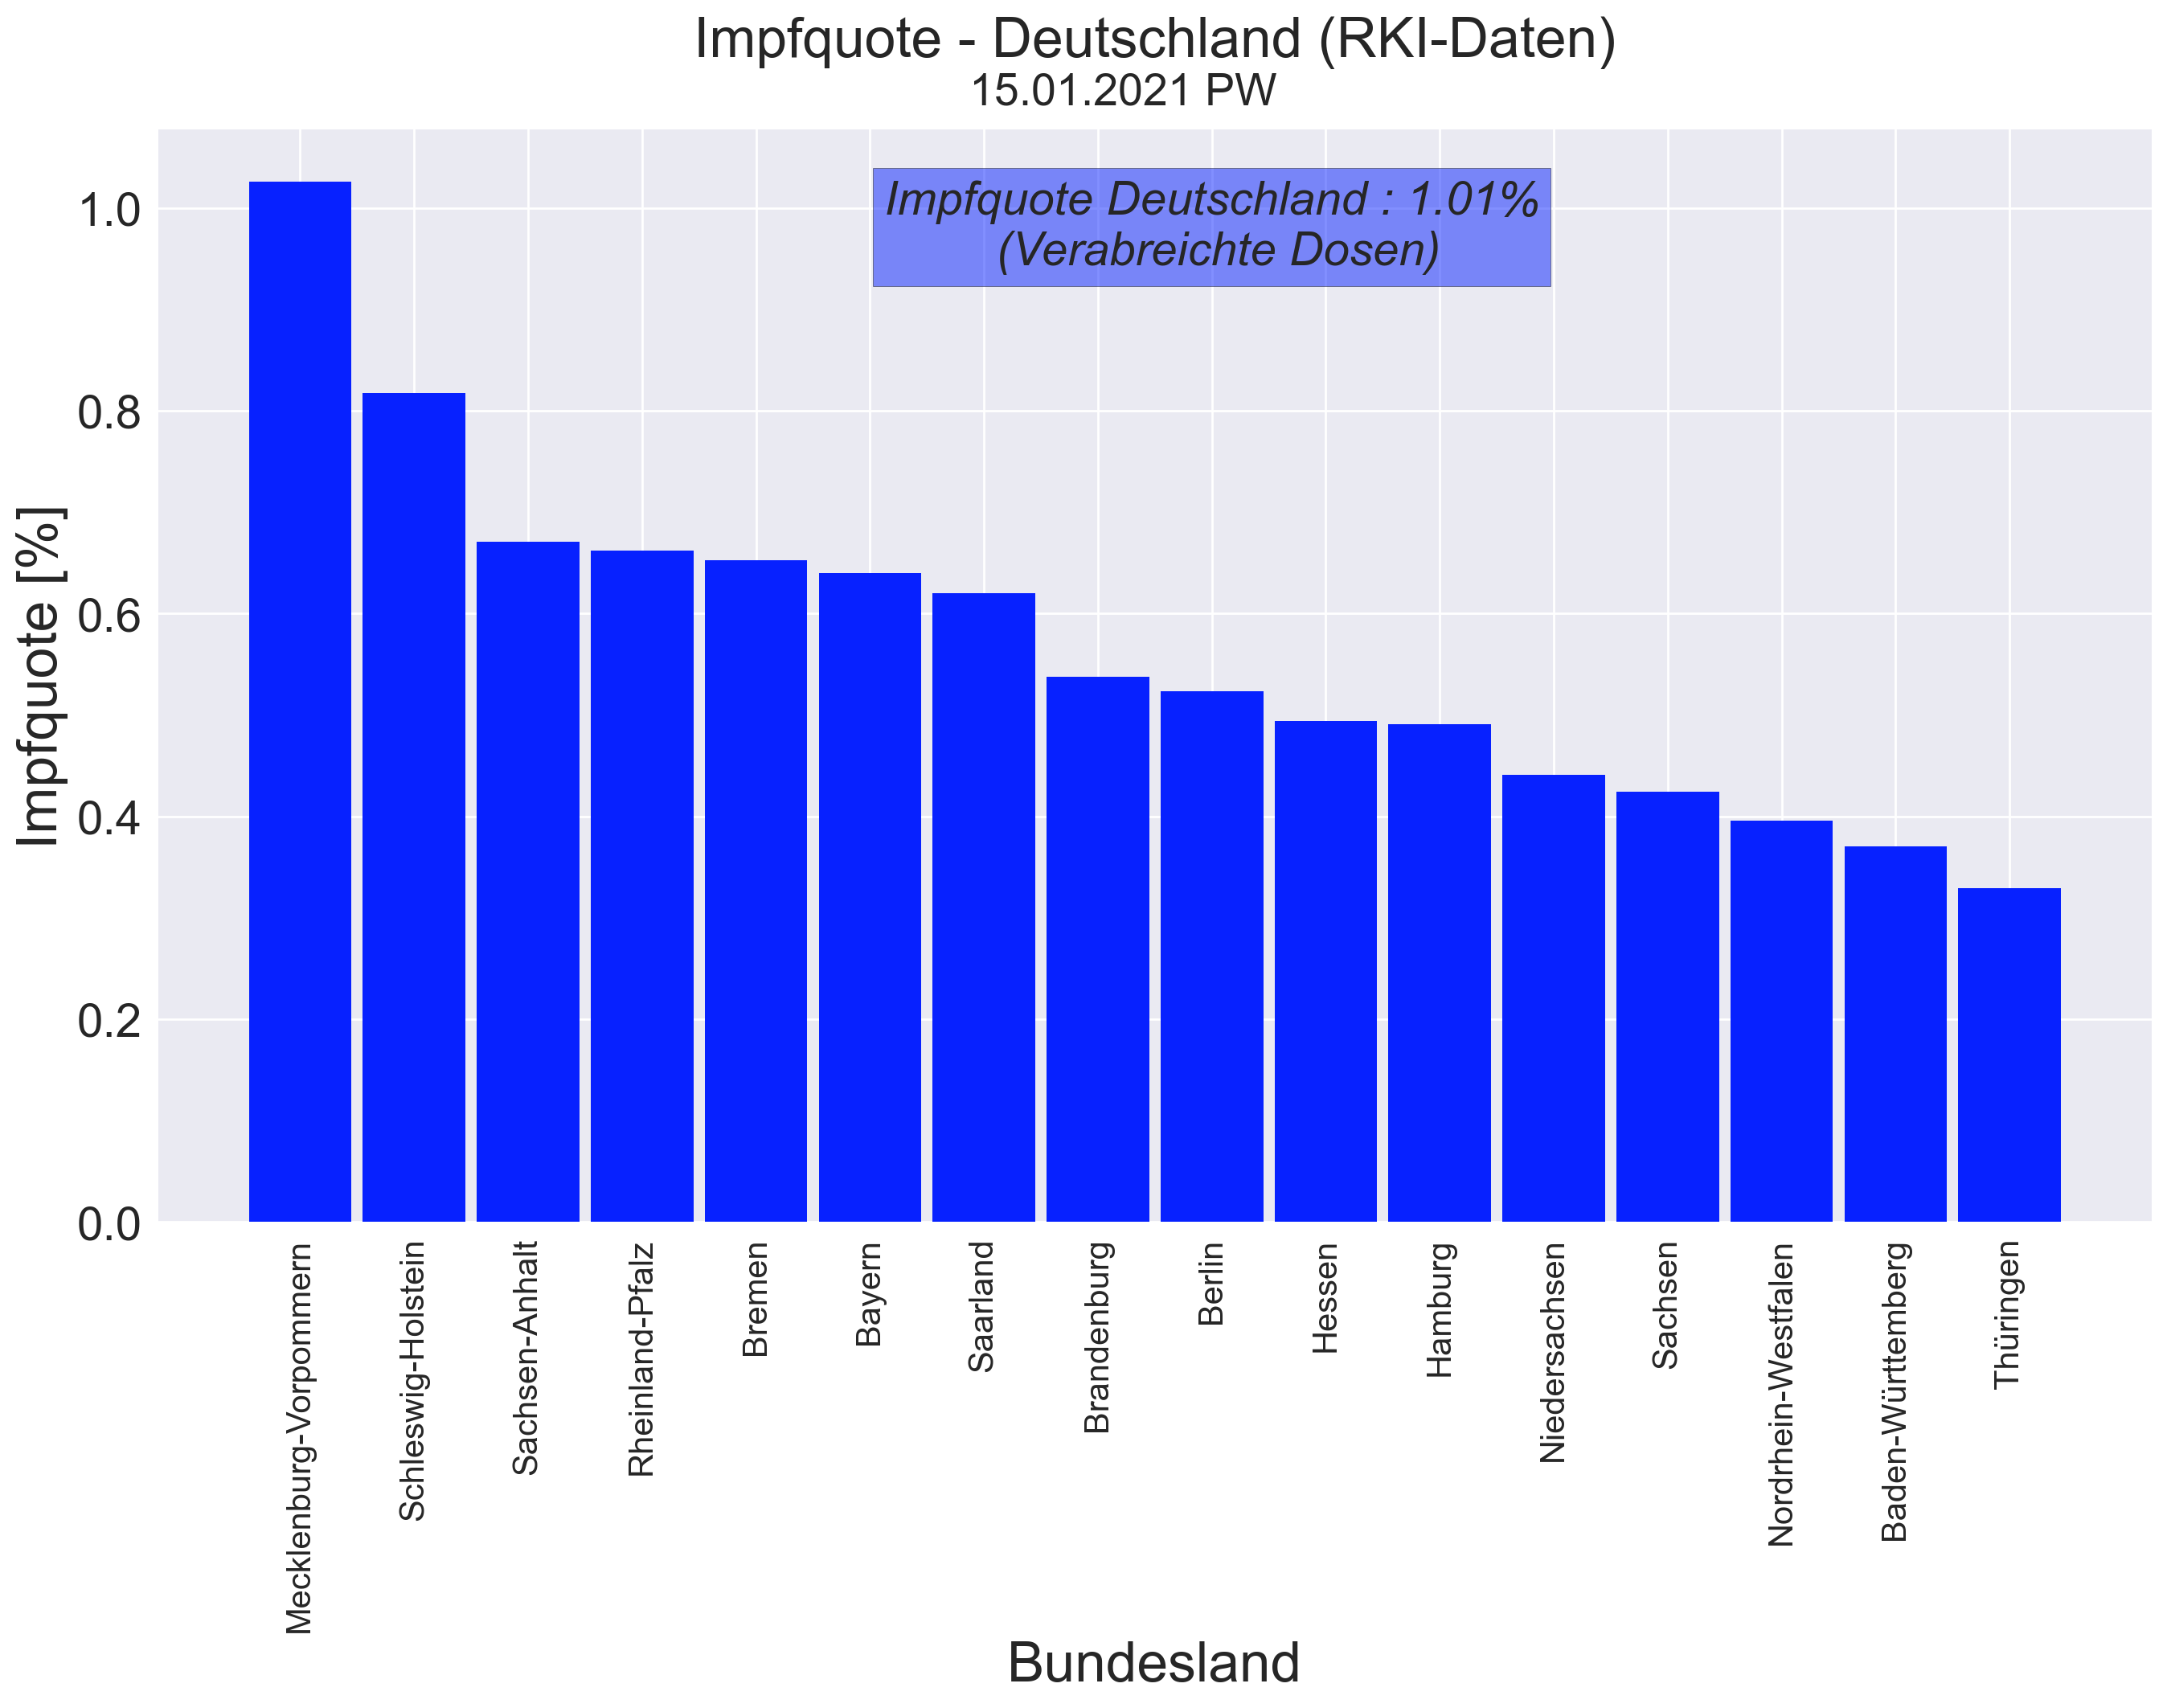 Impfquote - Deutschland (RKI-Daten)
15.01.2021 PW
Impfquote Deutschland : 1.01%
(Verabreichte Dosen)
Impfquote [%]
1.0
0.8
0.6
0.4
0.2
0.0
Mecklenburg-Vorpommern
Schleswig-Holstein
Sachsen-Anhalt
Rheinland-Pfalz
Bremen
Bayern
Saarland
Brandenburg
Berlin
Hessen
Hamburg
Niedersachsen
Sachsen
Nordrhein-Westfalen
Baden-Württemberg
Thüringen
Bundesland